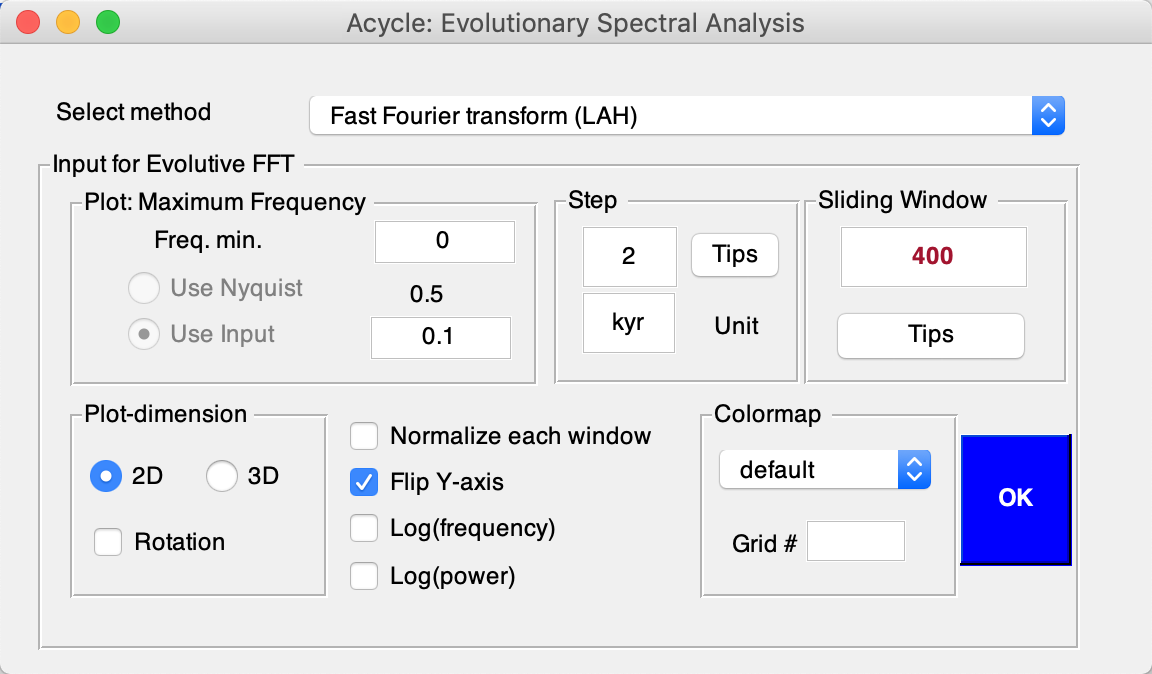 Acycle: Evolutionary Spectral Analysis
Select method
Fast Fourier transform (LAH)
Input for Evolutive FFT
Plot: Maximum Frequency
Freq. min.
0
Use Nyquist
0.5
Use Input
0.1
Step
2
Tips
kyr
Unit
Sliding Window
400
Tips
Plot-dimension
2D
3D
Rotation
Normalize each window
Flip Y-axis
Log(frequency)
Log(power)
Colormap
default
Grid #
OK